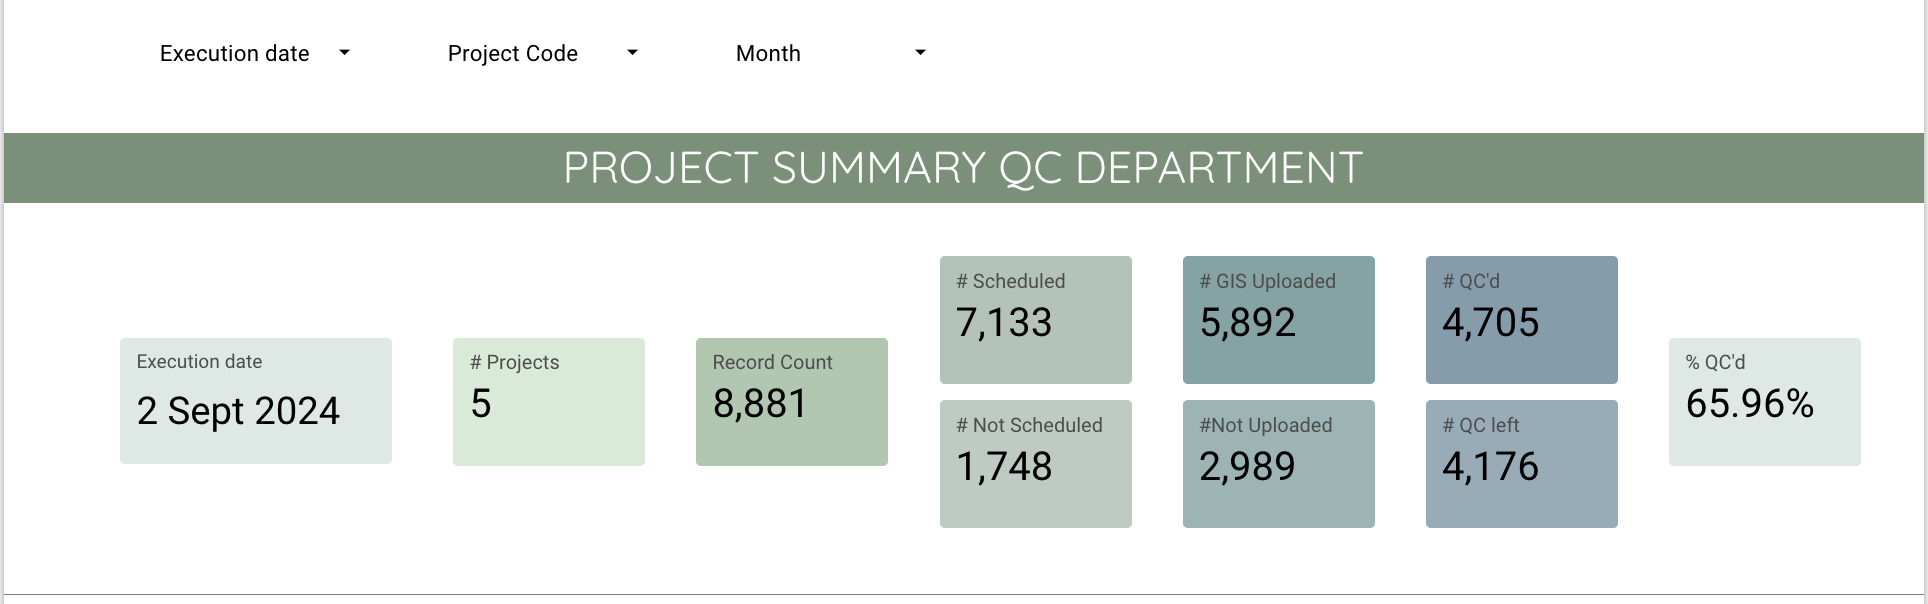 Execution date
Project Code
Month
PROJECT SUMMARY QC DEPARTMENT
Execution date
2 Sept 2024
# Projects
5
Record Count
8,881
# Scheduled
7,133
# Not Scheduled
1,748
# GIS Uploaded
5,892
#Not Uploaded
2,989
# QC'd
4,705
# QC left
4,176
% QC'd
65.96%